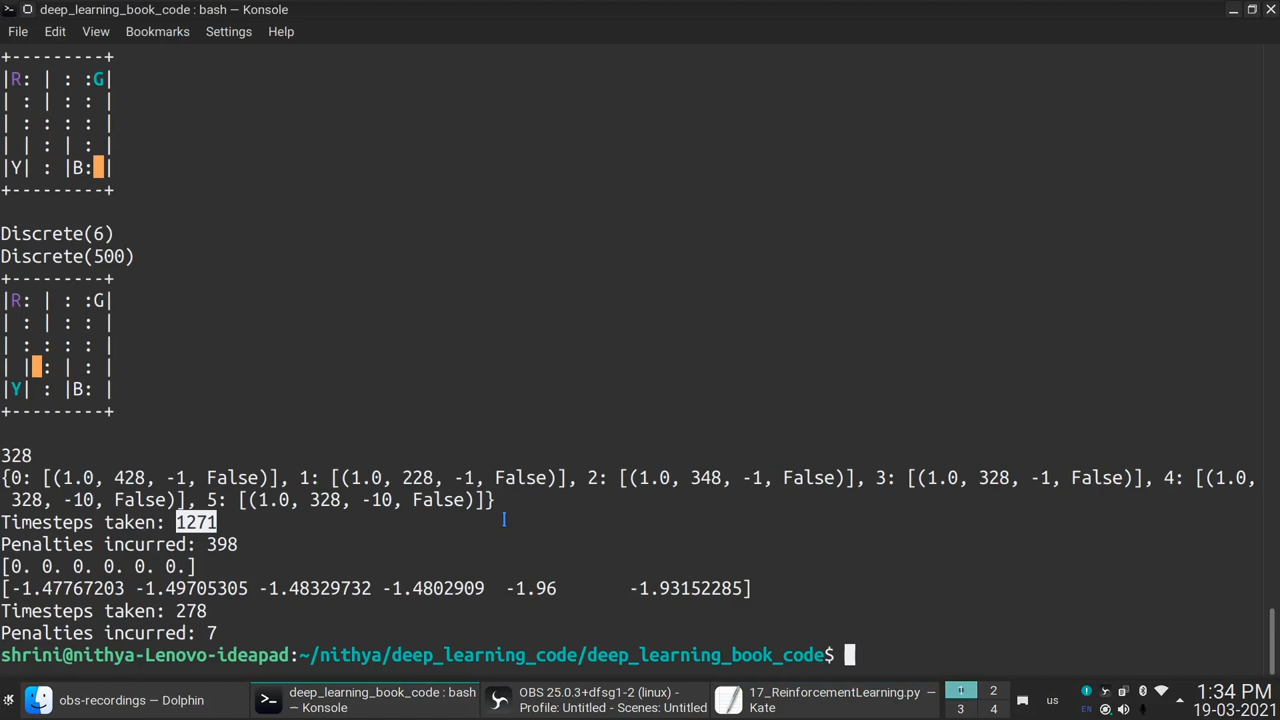 deep_learning_book_code : bash — Konsole
File Edit View Bookmarks Settings Help
+---------+
|R: | : :G|
| : | : : |
| : : : : |
| | : | : |
|Y| : |B: |
+---------+
Discrete(6)
Discrete(500)
+---------+
|R: | : :G|
| : | : : |
| : : : : |
| | : | : |
|Y| : |B: |
+---------+
328
{0: [(1.0, 428, -1, False)], 1: [(1.0, 228, -1, False)], 2: [(1.0, 348, -1, False)], 3: [(1.0, 328, -1, False)], 4: [(1.0,
328, -10, False)], 5: [(1.0, 328, -10, False)]}
Timesteps taken: 1271
Penalties incurred: 398
[0. 0. 0. 0. 0. 0.]
[-1.47767203 -1.49705305 -1.48329732 -1.4802909 -1.96 -1.93152285]
Timesteps taken: 278
Penalties incurred: 7
shrini@nithya-Lenovo-ideapad:~/nithya/deep_learning_code/deep_learning_book_code$
obs-recordings — Dolphin
deep_learning_book_code : bash — Konsole
OBS 25.0.3+dfsg1-2 (linux) - Profile: Untitled - Scenes: Untitled
17_ReinforcementLearning.py — Kate
1 2
3 4
us
EN
1:34 PM
19-03-2021